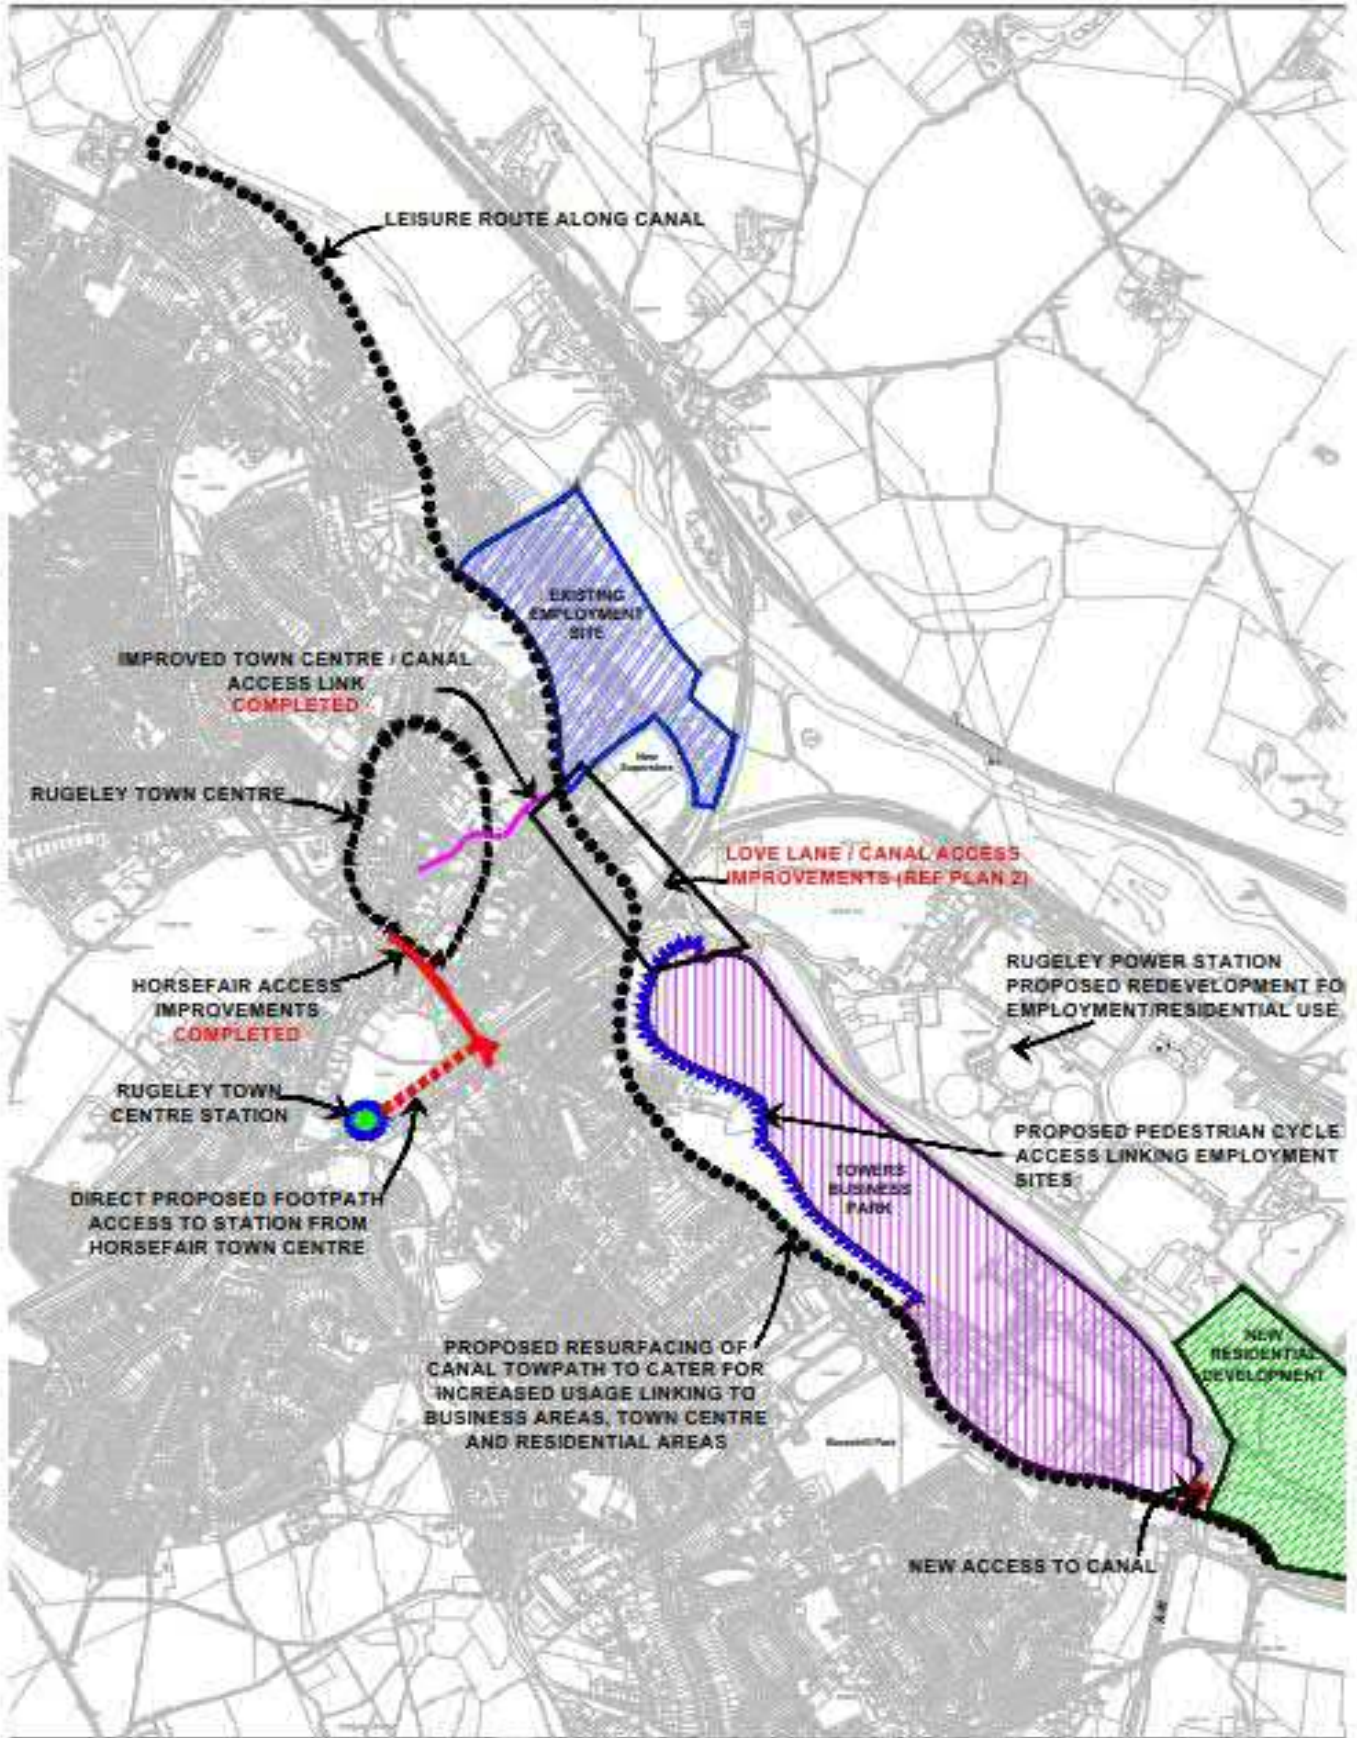 LEISURE ROUTE ALONG CANAL
EXISTING
EMPLOYMENT
SITE
IMPROVED TOWN CENTRE / CANAL
ACCESS LINK
COMPLETED
New
Superstore
RUGELEY TOWN CENTRE
LOVE LANE / CANAL ACCESS
IMPROVEMENTS (REF PLAN 2)
HORSEFAIR ACCESS
IMPROVEMENTS
COMPLETED
RUGELEY POWER STATION
PROPOSED REDEVELOPMENT FO
EMPLOYMENT/RESIDENTIAL USE
RUGELEY TOWN
CENTRE STATION
PROPOSED PEDESTRIAN CYCLE
ACCESS LINKING EMPLOYMENT
SITES
TOWERS
BUSINESS
PARK
DIRECT PROPOSED FOOTPATH
ACCESS TO STATION FROM
HORSEFAIR TOWN CENTRE
PROPOSED RESURFACING OF
CANAL TOWPATH TO CATER FOR
INCREASED USAGE LINKING TO
BUSINESS AREAS, TOWN CENTRE
AND RESIDENTIAL AREAS
NEW
RESIDENTIAL
DEVELOPMENT
NEW ACCESS TO CANAL